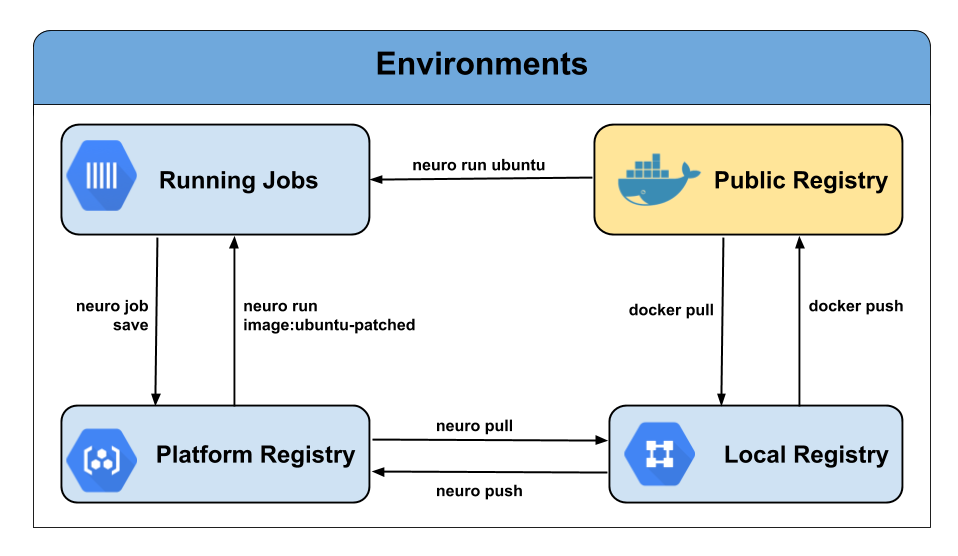 Environments
Running Jobs
neuro run ubuntu
Public Registry
neuro job
save
neuro run
image:ubuntu-patched
docker pull
docker push
Platform Registry
neuro pull
neuro push
Local Registry